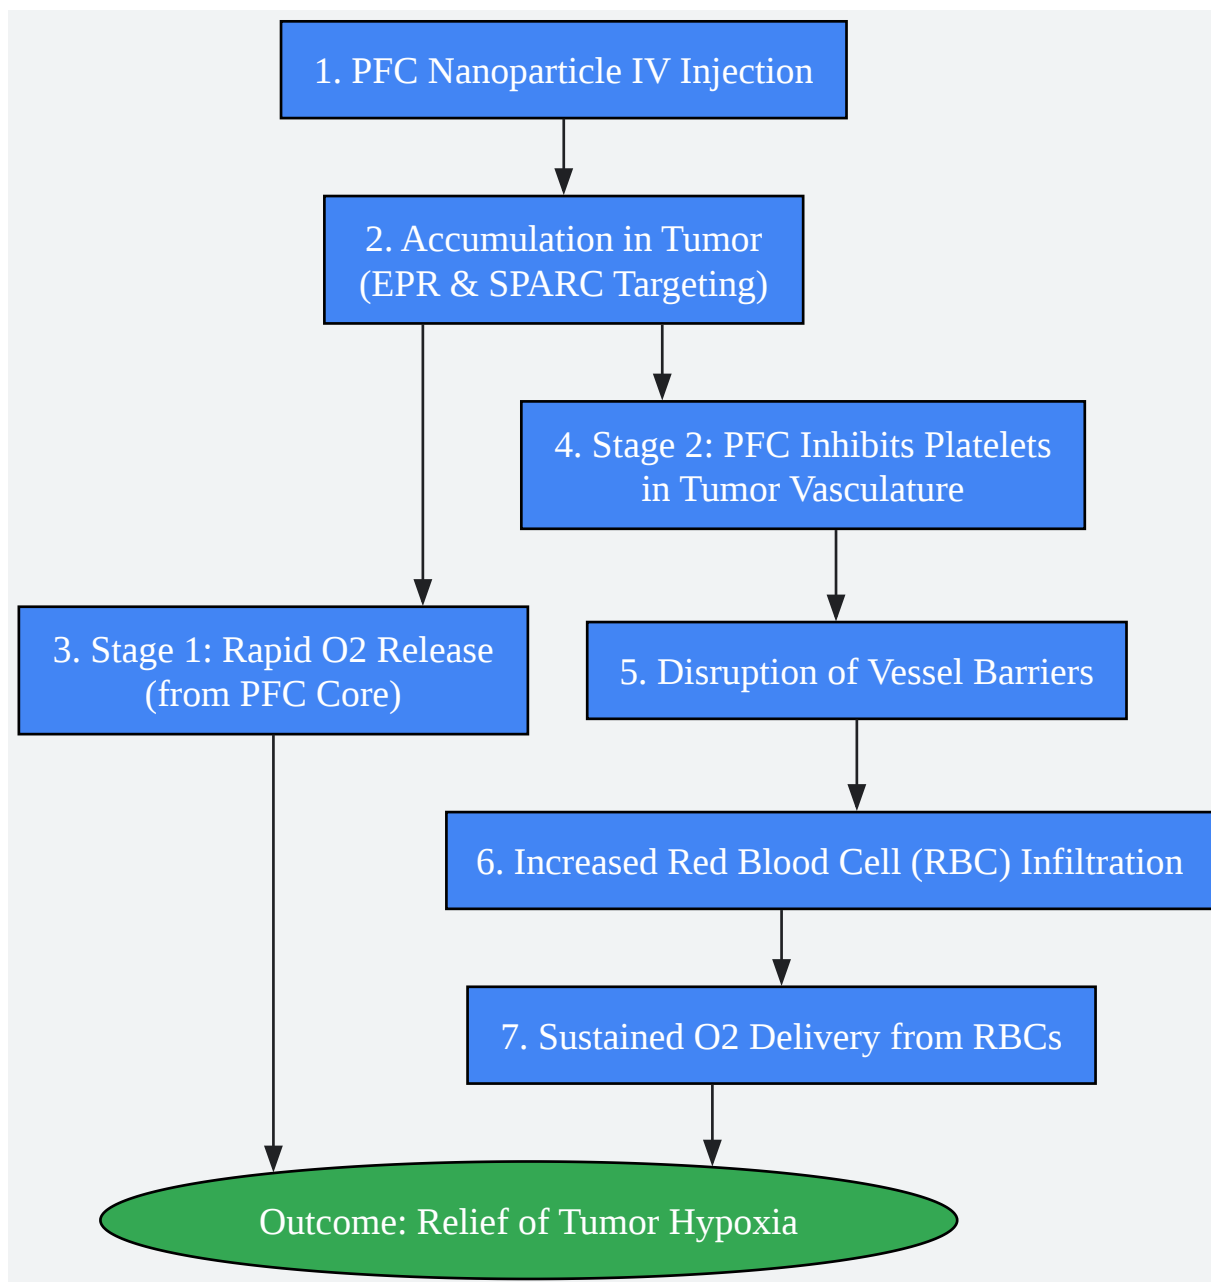 1. PFC Nanoparticle IV Injection
2. Accumulation in Tumor
(EPR & SPARC Targeting)
4. Stage 2: PFC Inhibits Platelets
in Tumor Vasculature
3. Stage 1: Rapid O2 Release
(from PFC Core)
5. Disruption of Vessel Barriers
6. Increased Red Blood Cell (RBC) Infiltration
7. Sustained O2 Delivery from RBCs
Outcome: Relief of Tumor Hypoxia